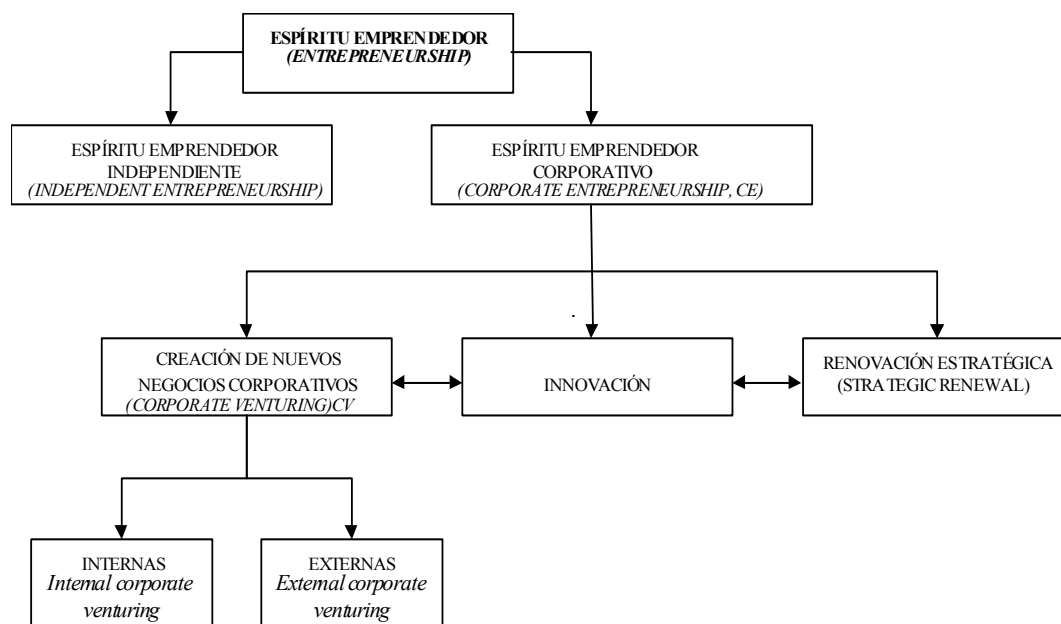 ESPÍRITU EMPRENDEDOR
(ENTREPRENEURSHIP)
ESPÍRITU EMPRENDEDOR
INDEPENDIENTE
(INDEPENDENT ENTREPRENEURSHIP)
ESPÍRITU EMPRENDEDOR
CORPORATIVO
(CORPORATE ENTREPRENEURSHIP, CE)
CREACIÓN DE NUEVOS
NEGOCIOS CORPORATIVOS
(CORPORATE VENTURING)CV
INNOVACIÓN
RENOVACIÓN ESTRATÉGICA
(STRATEGIC RENEWAL)
INTERNAS
Internal corporate
venturing
EXTERNAS
External corporate
venturing